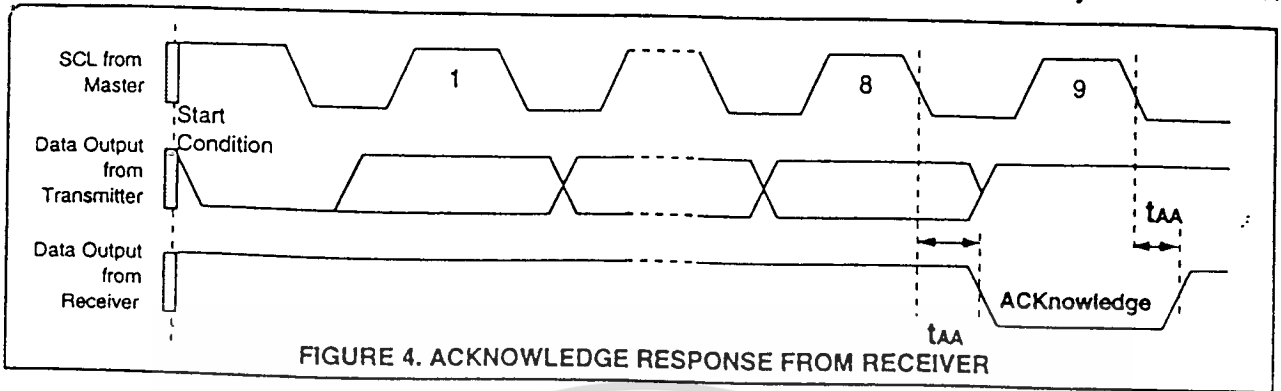 SCL from
Master
1
8
9
Start
Condition
Data Output
from
Transmitter
tAA
Data Output
from
Receiver
ACKnowledge
tAA
FIGURE 4. ACKNOWLEDGE RESPONSE FROM RECEIVER